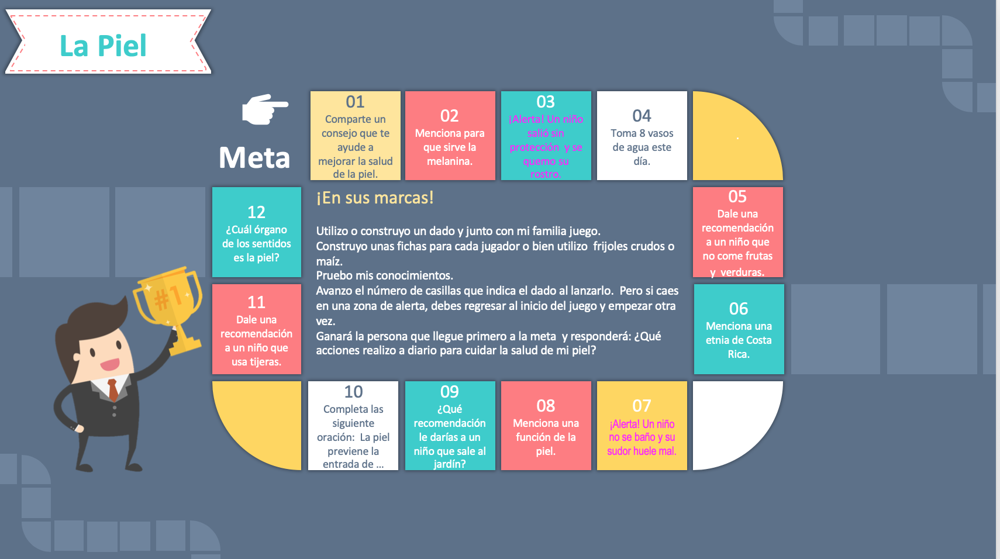 La Piel
Meta
01
Comparte un
consejo que te
ayude a
mejorar la salud
de la piel.
02
Menciona para
que sirve la
melanina.
03
¡Alerta! Un niño
salió sin
protección y se
quemo su
rostro.
04
Toma 8 vasos
de agua este
día.
.
05
Dale una
recomendación
a un niño que
no come frutas
y verduras.
06
Menciona una
etnia de Costa
Rica.
07
¡Alerta! Un niño
no se baño y su
sudor huele mal.
08
Menciona una
función de la
piel.
09
¿Qué
recomendación
le darías a un
niño que sale al
jardín?
10
Completa las
siguiente
oración: La piel
previene la
entrada de ...
11
Dale una
recomendación
a un niño que
usa tijeras.
12
¿Cuál órgano
de los sentidos
es la piel?
¡En sus marcas!
Utilizo o construyo un dado y junto con mi familia juego.
Construyo unas fichas para cada jugador o bien utilizo frijoles crudos o
maíz.
Pruebo mis conocimientos.
Avanzo el número de casillas que indica el dado al lanzarlo. Pero si caes
en una zona de alerta, debes regresar al inicio del juego y empezar otra
vez.
Ganará la persona que llegue primero a la meta y responderá: ¿Qué
acciones realizo a diario para cuidar la salud de mi piel?
#1